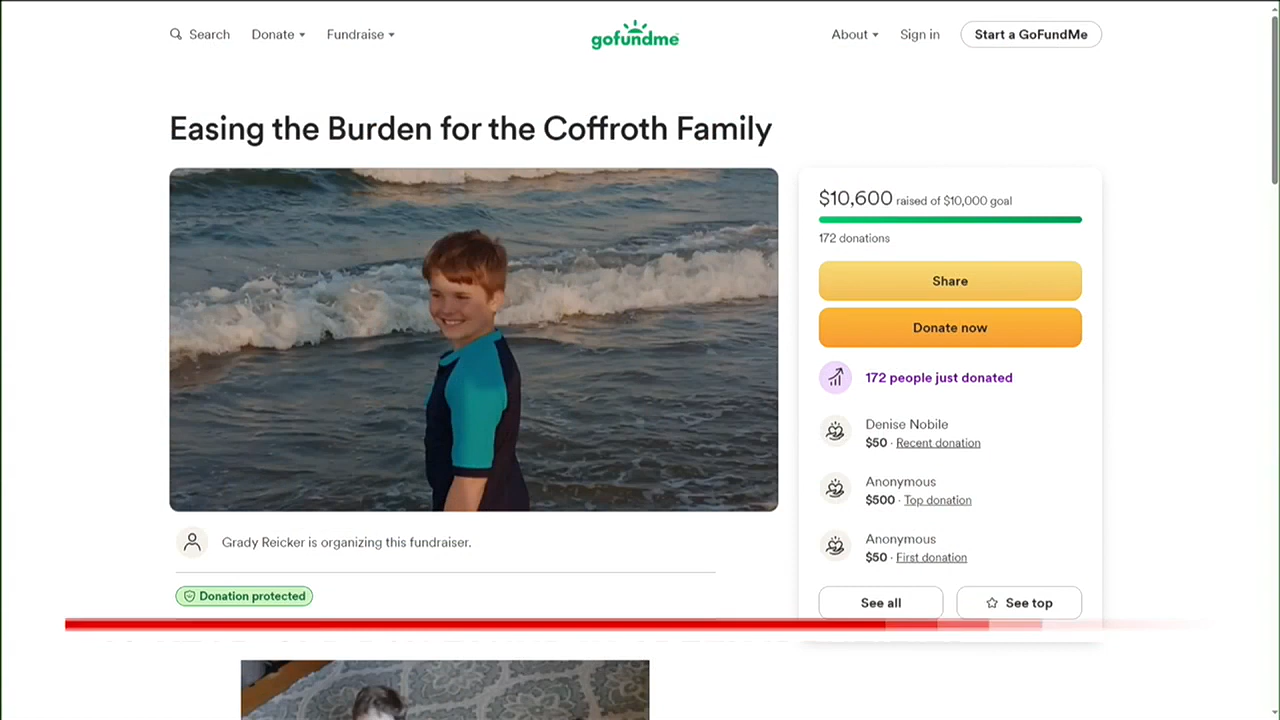 Search Donate Fundraise gofundme About Sign in Start a GoFundMe
Easing the Burden for the Coffroth Family
$10,600 raised of $10,000 goal
172 donations
Share
Donate now
172 people just donated
Denise Nobile
$50 · Recent donation
Anonymous
$500 · Top donation
Anonymous
$50 · First donation
See all See top
Grady Reicker is organizing this fundraiser.
Donation protected